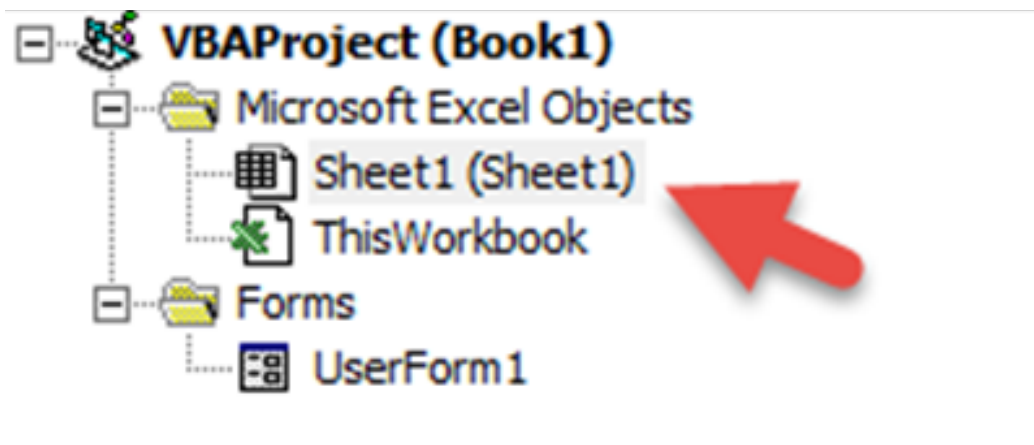 VBAProject (Book1)
Microsoft Excel Objects
Sheet1 (Sheet1)
ThisWorkbook
Forms
UserForm1